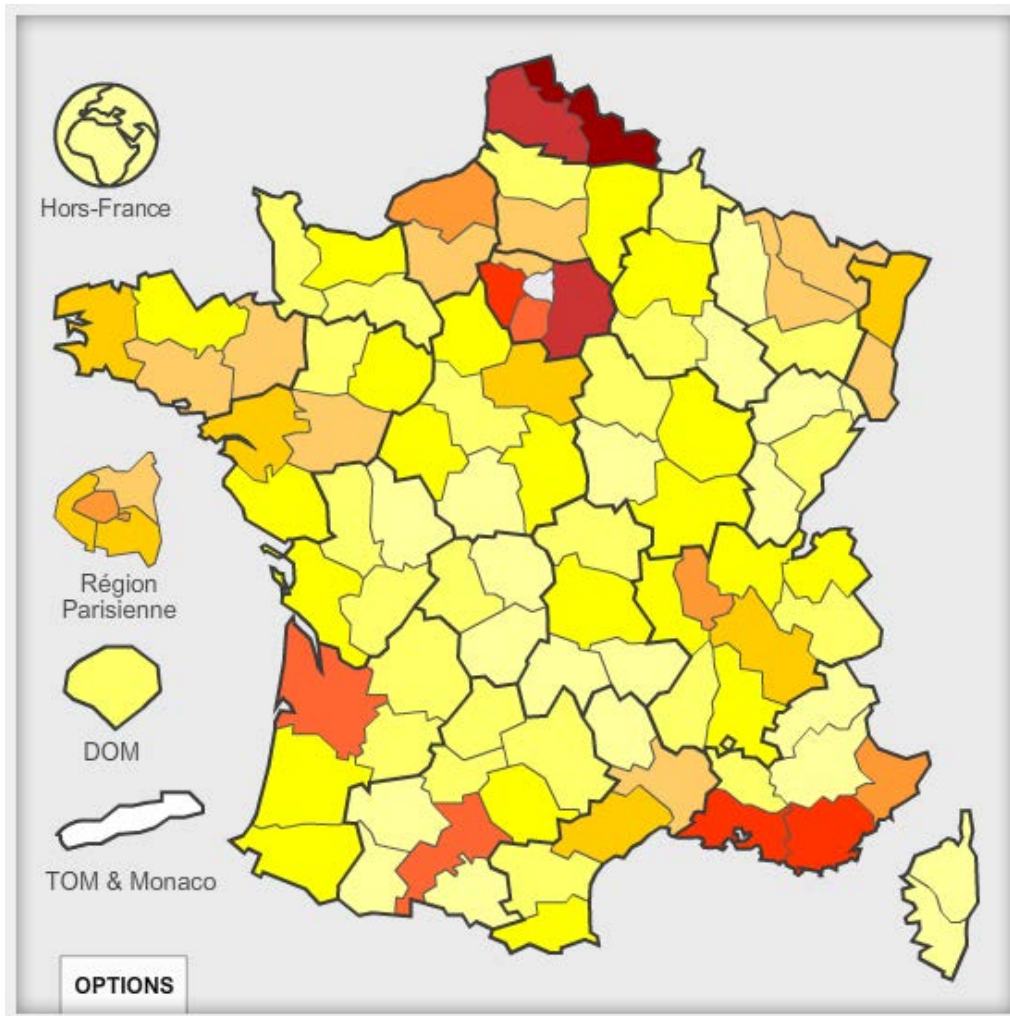 Hors-France
Région
Parisienne
DOM
TOM & Monaco
OPTIONS